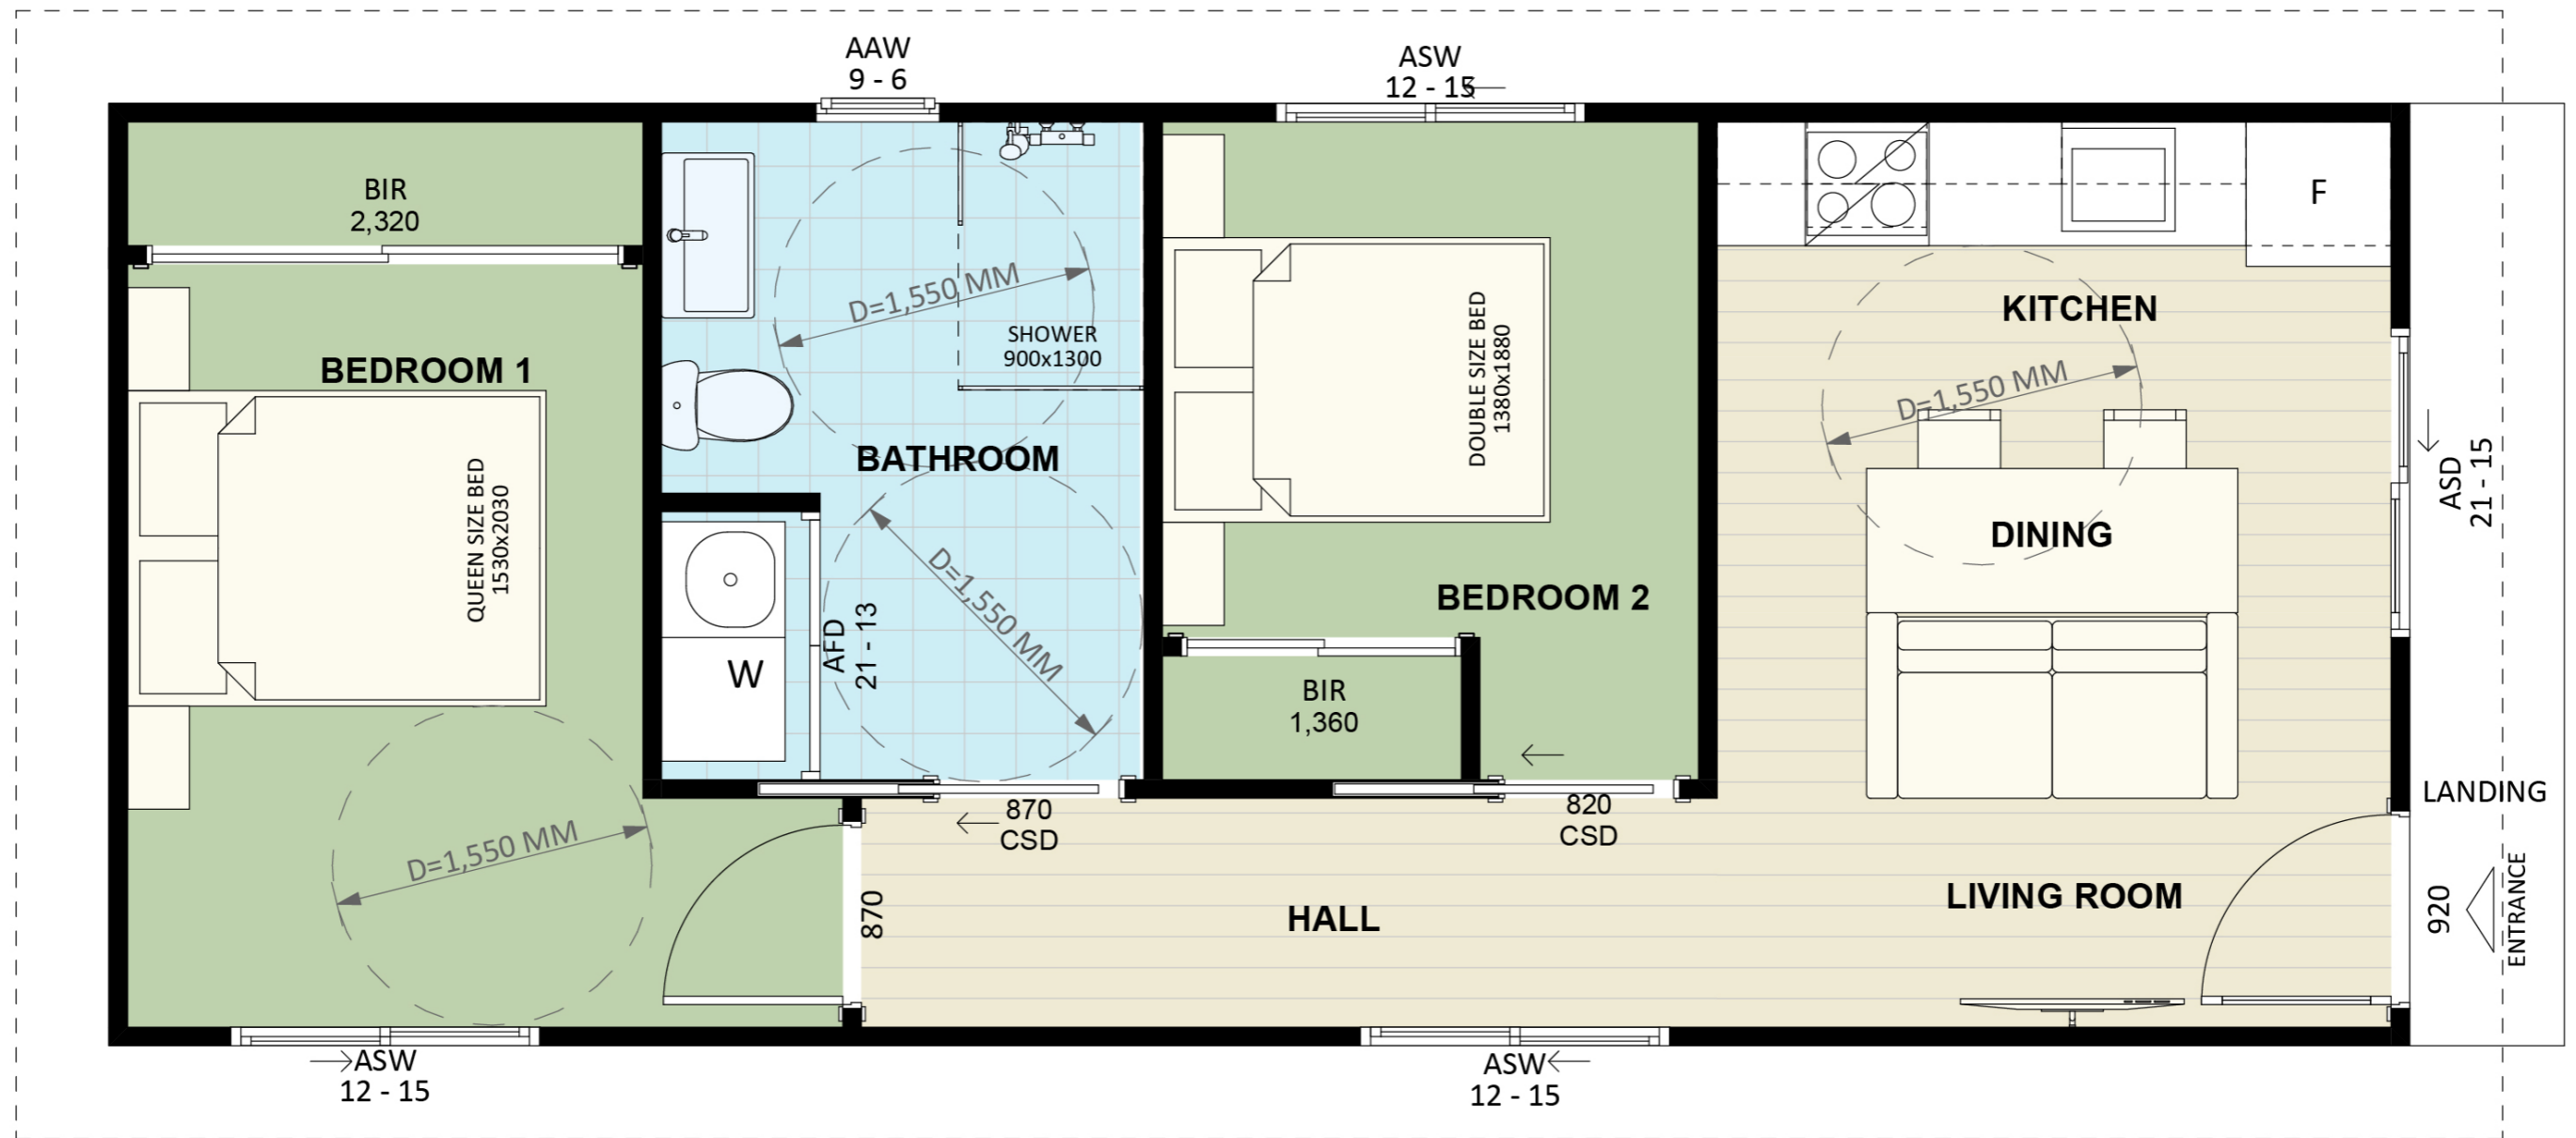 AAW
9 - 6
ASW
12 - 15
BIR
2,320
BEDROOM 1
QUEEN SIZE BED
1530x2030
D=1,550 MM
D=1,550 MM
SHOWER
900x1300
BATHROOM
D=1,550 MM
W
AFD
21 - 13
DOUBLE SIZE BED
1380x1880
BEDROOM 2
BIR
1,360
F
KITCHEN
D=1,550 MM
DINING
ASD
21 - 15
LANDING
870
CSD
820
CSD
870
HALL
LIVING ROOM
920
ENTRANCE
ASW
12 - 15
ASW
12 - 15